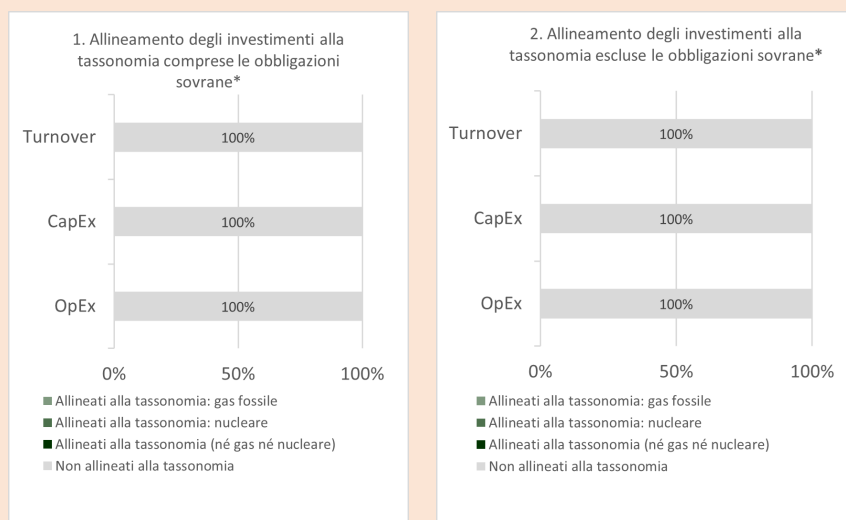 1. Allineamento degli investimenti alla
tassonomia comprese le obbligazioni
sovrane*
Turnover
100%
CapEx
100%
OpEx
100%
0%
50%
100%
Allineati alla tassonomia: gas fossile
Allineati alla tassonomia: nucleare
Allineati alla tassonomia (né gas né nucleare)
Non allineati alla tassonomia
2. Allineamento degli investimenti alla
tassonomia escluse le obbligazioni sovrane*
Turnover
100%
CapEx
100%
OpEx
100%
0%
50%
100%
Allineati alla tassonomia: gas fossile
Allineati alla tassonomia: nucleare
Allineati alla tassonomia (né gas né nucleare)
Non allineati alla tassonomia